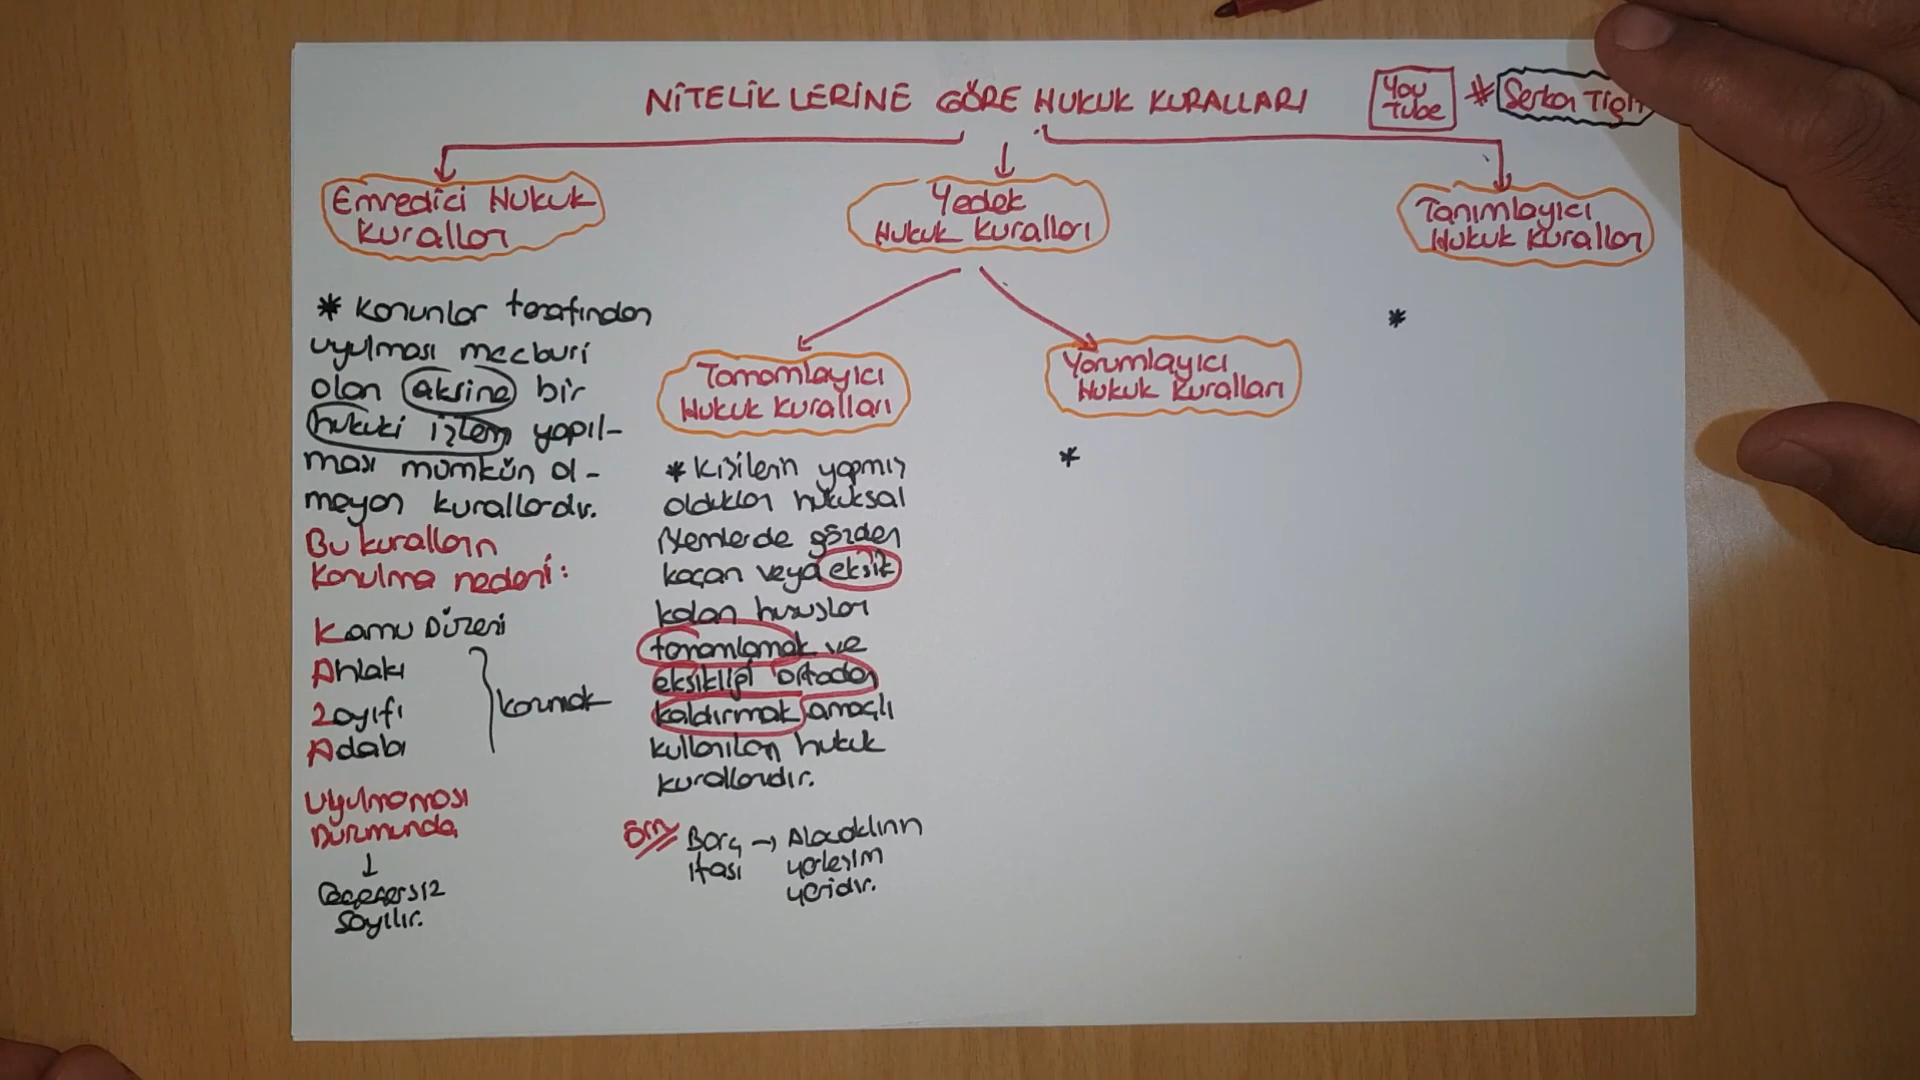 NİTELİKLERİNE GÖRE HUKUK KURALLARI
You
Tube
* Serkan
Emredici Hukuk
Kuralları
Yedek
Hukuk Kuralları
Tanımlayıcı
Hukuk Kuralları
* Kanunlar tarafından
uyulması mecburi
olan aksine bir
hukuki işlem yapıl-
ması mümkün ol-
mayan kurallardır.
Bu kuralların
Konulma nedeni:
Kamu Düzeni
Ahlakı
Zayıfı
Adabı
korumak
Uyulmaması
Durumunda
↓
Geçersiz
Sayılır.
Tamamlayıcı
Hukuk Kuralları
* Kişilerin yapmış
oldukları hukuksal
işlemlerde gözden
kaçan veya eksik
kalan hususları
tamamlamak ve
eksikliği ortadan
kaldırmak amaçlı
kullanılan hukuk
kurallarıdır.
Örn Borç → Alacaklının
ifası yerleşim
yeridir.
Yorumlayıcı
Hukuk Kuralları
*
*